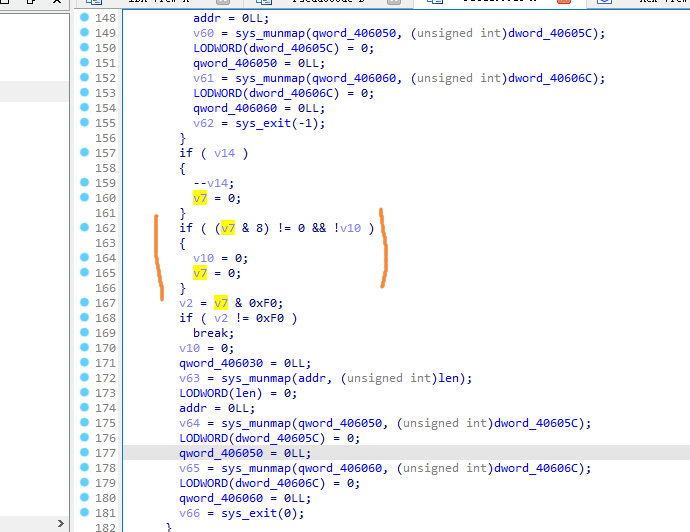 148 addr = 0LL;
149 v60 = sys_munmap(qword_406050, (unsigned int)dword_40605C);
150 LODWORD(dword_40605C) = 0;
151 qword_406050 = 0LL;
152 v61 = sys_munmap(qword_406060, (unsigned int)dword_40606C);
153 LODWORD(dword_40606C) = 0;
154 qword_406060 = 0LL;
155 v62 = sys_exit(-1);
156 }
157 if ( v14 )
158 {
159 --v14;
160 v7 = 0;
161 }
162 if ( (v7 & 8) != 0 && !v10 )
163 {
164 v10 = 0;
165 v7 = 0;
166 }
167 v2 = v7 & 0xF0;
168 if ( v2 != 0xF0 )
169 break;
170 v10 = 0;
171 qword_406030 = 0LL;
172 v63 = sys_munmap(addr, (unsigned int)len);
173 LODWORD(len) = 0;
174 addr = 0LL;
175 v64 = sys_munmap(qword_406050, (unsigned int)dword_40605C);
176 LODWORD(dword_40605C) = 0;
177 qword_406050 = 0LL;
178 v65 = sys_munmap(qword_406060, (unsigned int)dword_40606C);
179 LODWORD(dword_40606C) = 0;
180 qword_406060 = 0LL;
181 v66 = sys_exit(0);
182 }